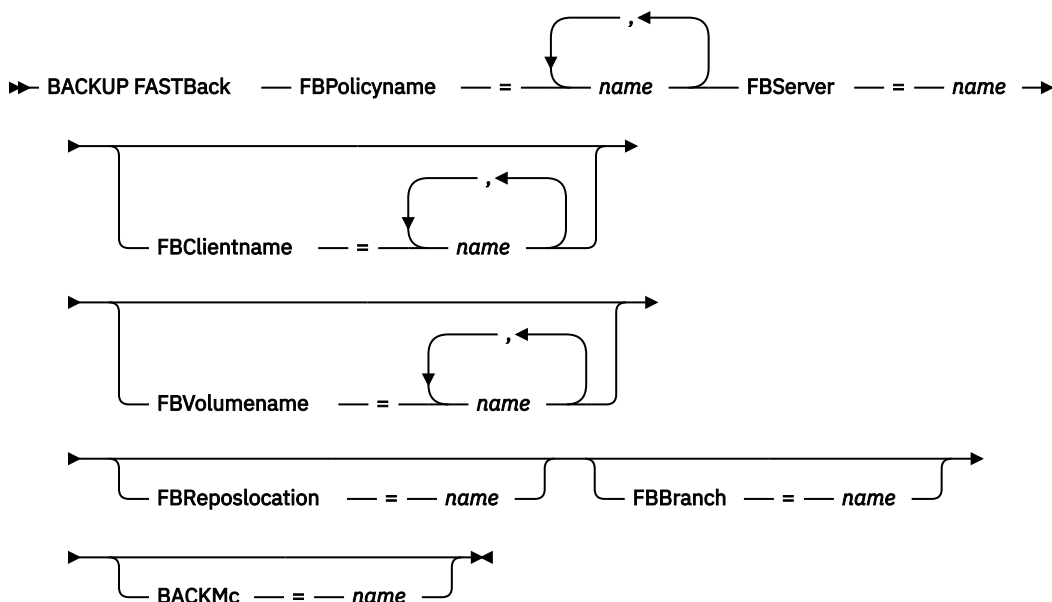 ,
BACKUP FASTBack FBPolicyname = name FBServer = name
,
FBClientname = name
,
FBVolumename = name
FBReposlocation = name FBBranch = name
BACKMc = name